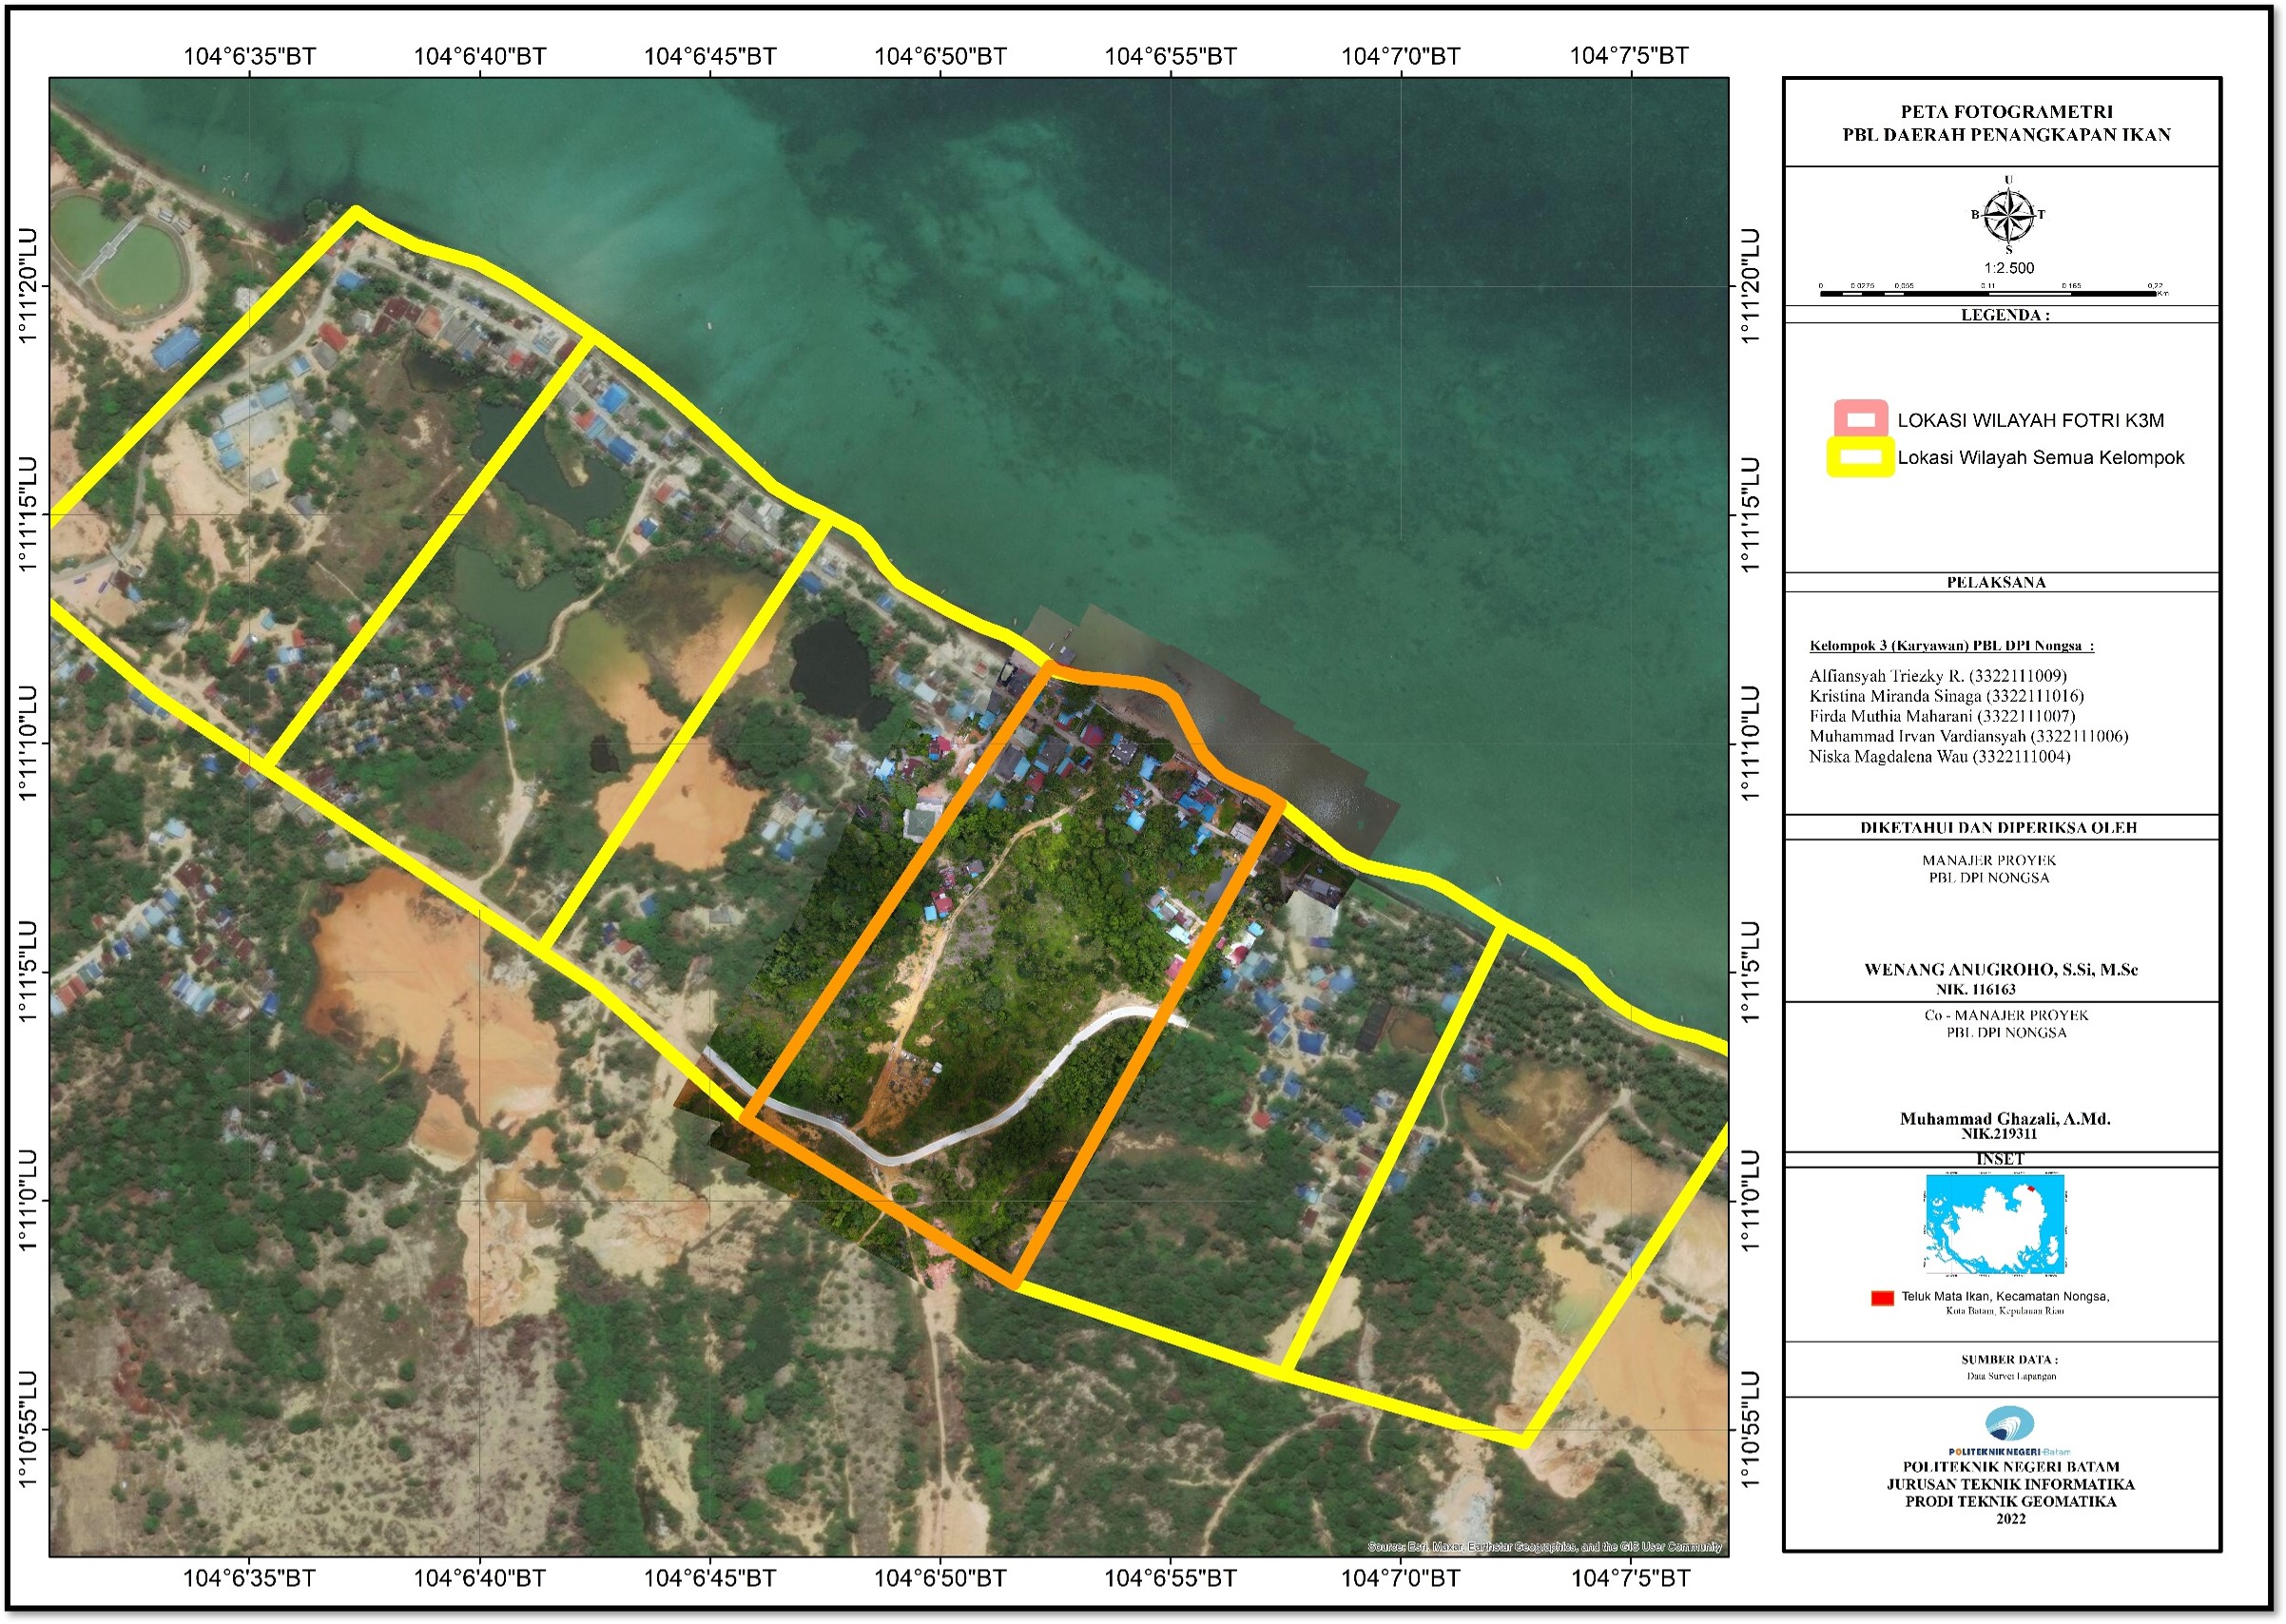 104°6'35"BT 104°6'40"BT 104°6'45"BT 104°6'50"BT 104°6'55"BT 104°7'0"BT 104°7'5"BT
1°11'20"LU 1°11'20"LU
1°11'15"LU 1°11'15"LU
1°11'10"LU 1°11'10"LU
1°11'5"LU 1°11'5"LU
1°11'0"LU 1°11'0"LU
1°10'55"LU 1°10'55"LU
Source: Esri, Maxar, Earthstar Geographics, and the GIS User Community
104°6'35"BT 104°6'40"BT 104°6'45"BT 104°6'50"BT 104°6'55"BT 104°7'0"BT 104°7'5"BT
PETA FOTOGRAMETRI
PBL DAERAH PENANGKAPAN IKAN
U
B T
S
1:2.500
0 0.0275 0,055 0.11 0.165 0,22
Km
LEGENDA :
LOKASI WILAYAH FOTRI K3M
Lokasi Wilayah Semua Kelompok
PELAKSANA
Kelompok 3 (Karyawan) PBL DPI Nongsa :
Alfiansyah Triezky R. (3322111009)
Kristina Miranda Sinaga (3322111016)
Firda Muthia Maharani (3322111007)
Muhammad Irvan Vardiansyah (3322111006)
Niska Magdalena Wau (3322111004)
DIKETAHUI DAN DIPERIKSA OLEH
MANAJER PROYEK
PBL DPI NONGSA
WENANG ANUGROHO, S.Si, M.Sc
NIK. 116163
Co - MANAJER PROYEK
PBL DPI NONGSA
Muhammad Ghazali, A.Md.
NIK.219311
INSET
Teluk Mata Ikan, Kecamatan Nongsa,
Kota Batam, Kepulauan Riau
SUMBER DATA :
Data Survei Lapangan
POLITEKNIK NEGERI Batam
POLITEKNIK NEGERI BATAM
JURUSAN TEKNIK INFORMATIKA
PRODI TEKNIK GEOMATIKA
2022